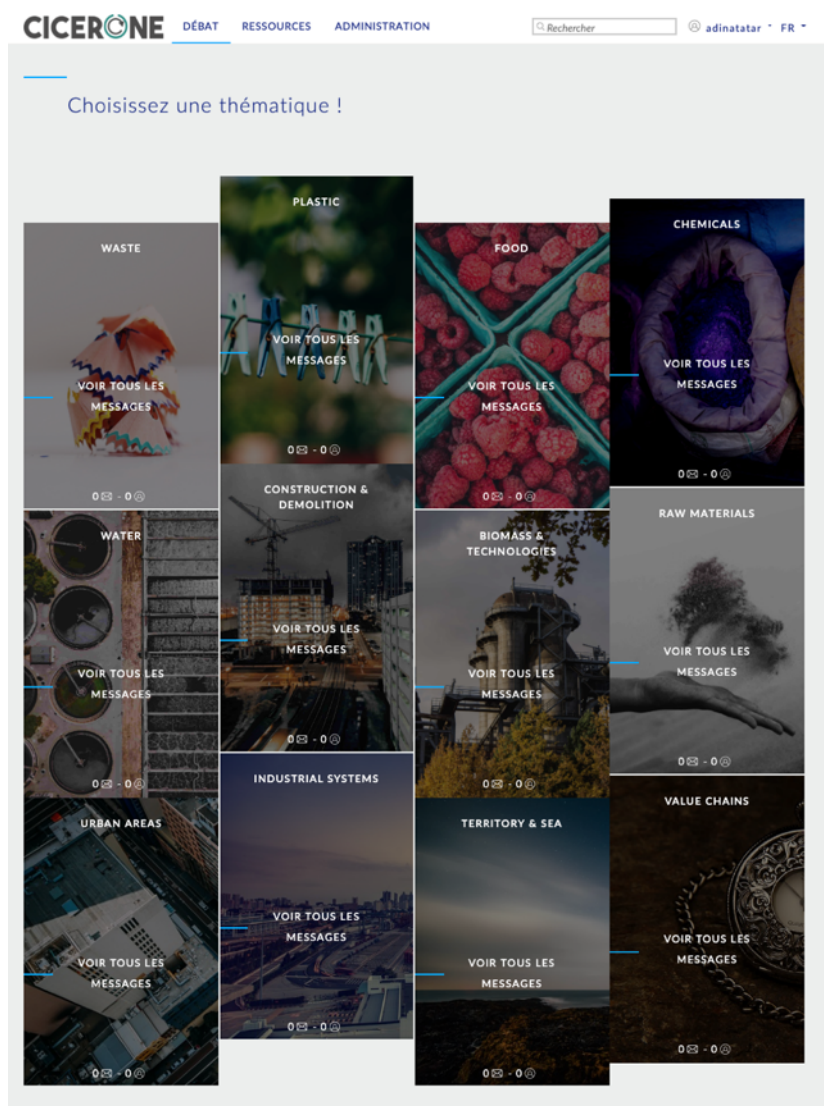 CICERONE DÉBAT RESSOURCES ADMINISTRATION Rechercher adinatatar FR
Choisissez une thématique !
WASTE
VOIR TOUS LES
MESSAGES
0 - 0
PLASTIC
VOIR TOUS LES
MESSAGES
0 - 0
FOOD
VOIR TOUS LES
MESSAGES
0 - 0
CHEMICALS
VOIR TOUS LES
MESSAGES
0 - 0
WATER
VOIR TOUS LES
MESSAGES
0 - 0
CONSTRUCTION &
DEMOLITION
VOIR TOUS LES
MESSAGES
0 - 0
BIOMASS &
TECHNOLOGIES
VOIR TOUS LES
MESSAGES
0 - 0
RAW MATERIALS
VOIR TOUS LES
MESSAGES
0 - 0
URBAN AREAS
VOIR TOUS LES
MESSAGES
0 - 0
INDUSTRIAL SYSTEMS
VOIR TOUS LES
MESSAGES
0 - 0
TERRITORY & SEA
VOIR TOUS LES
MESSAGES
0 - 0
VALUE CHAINS
VOIR TOUS LES
MESSAGES
0 - 0